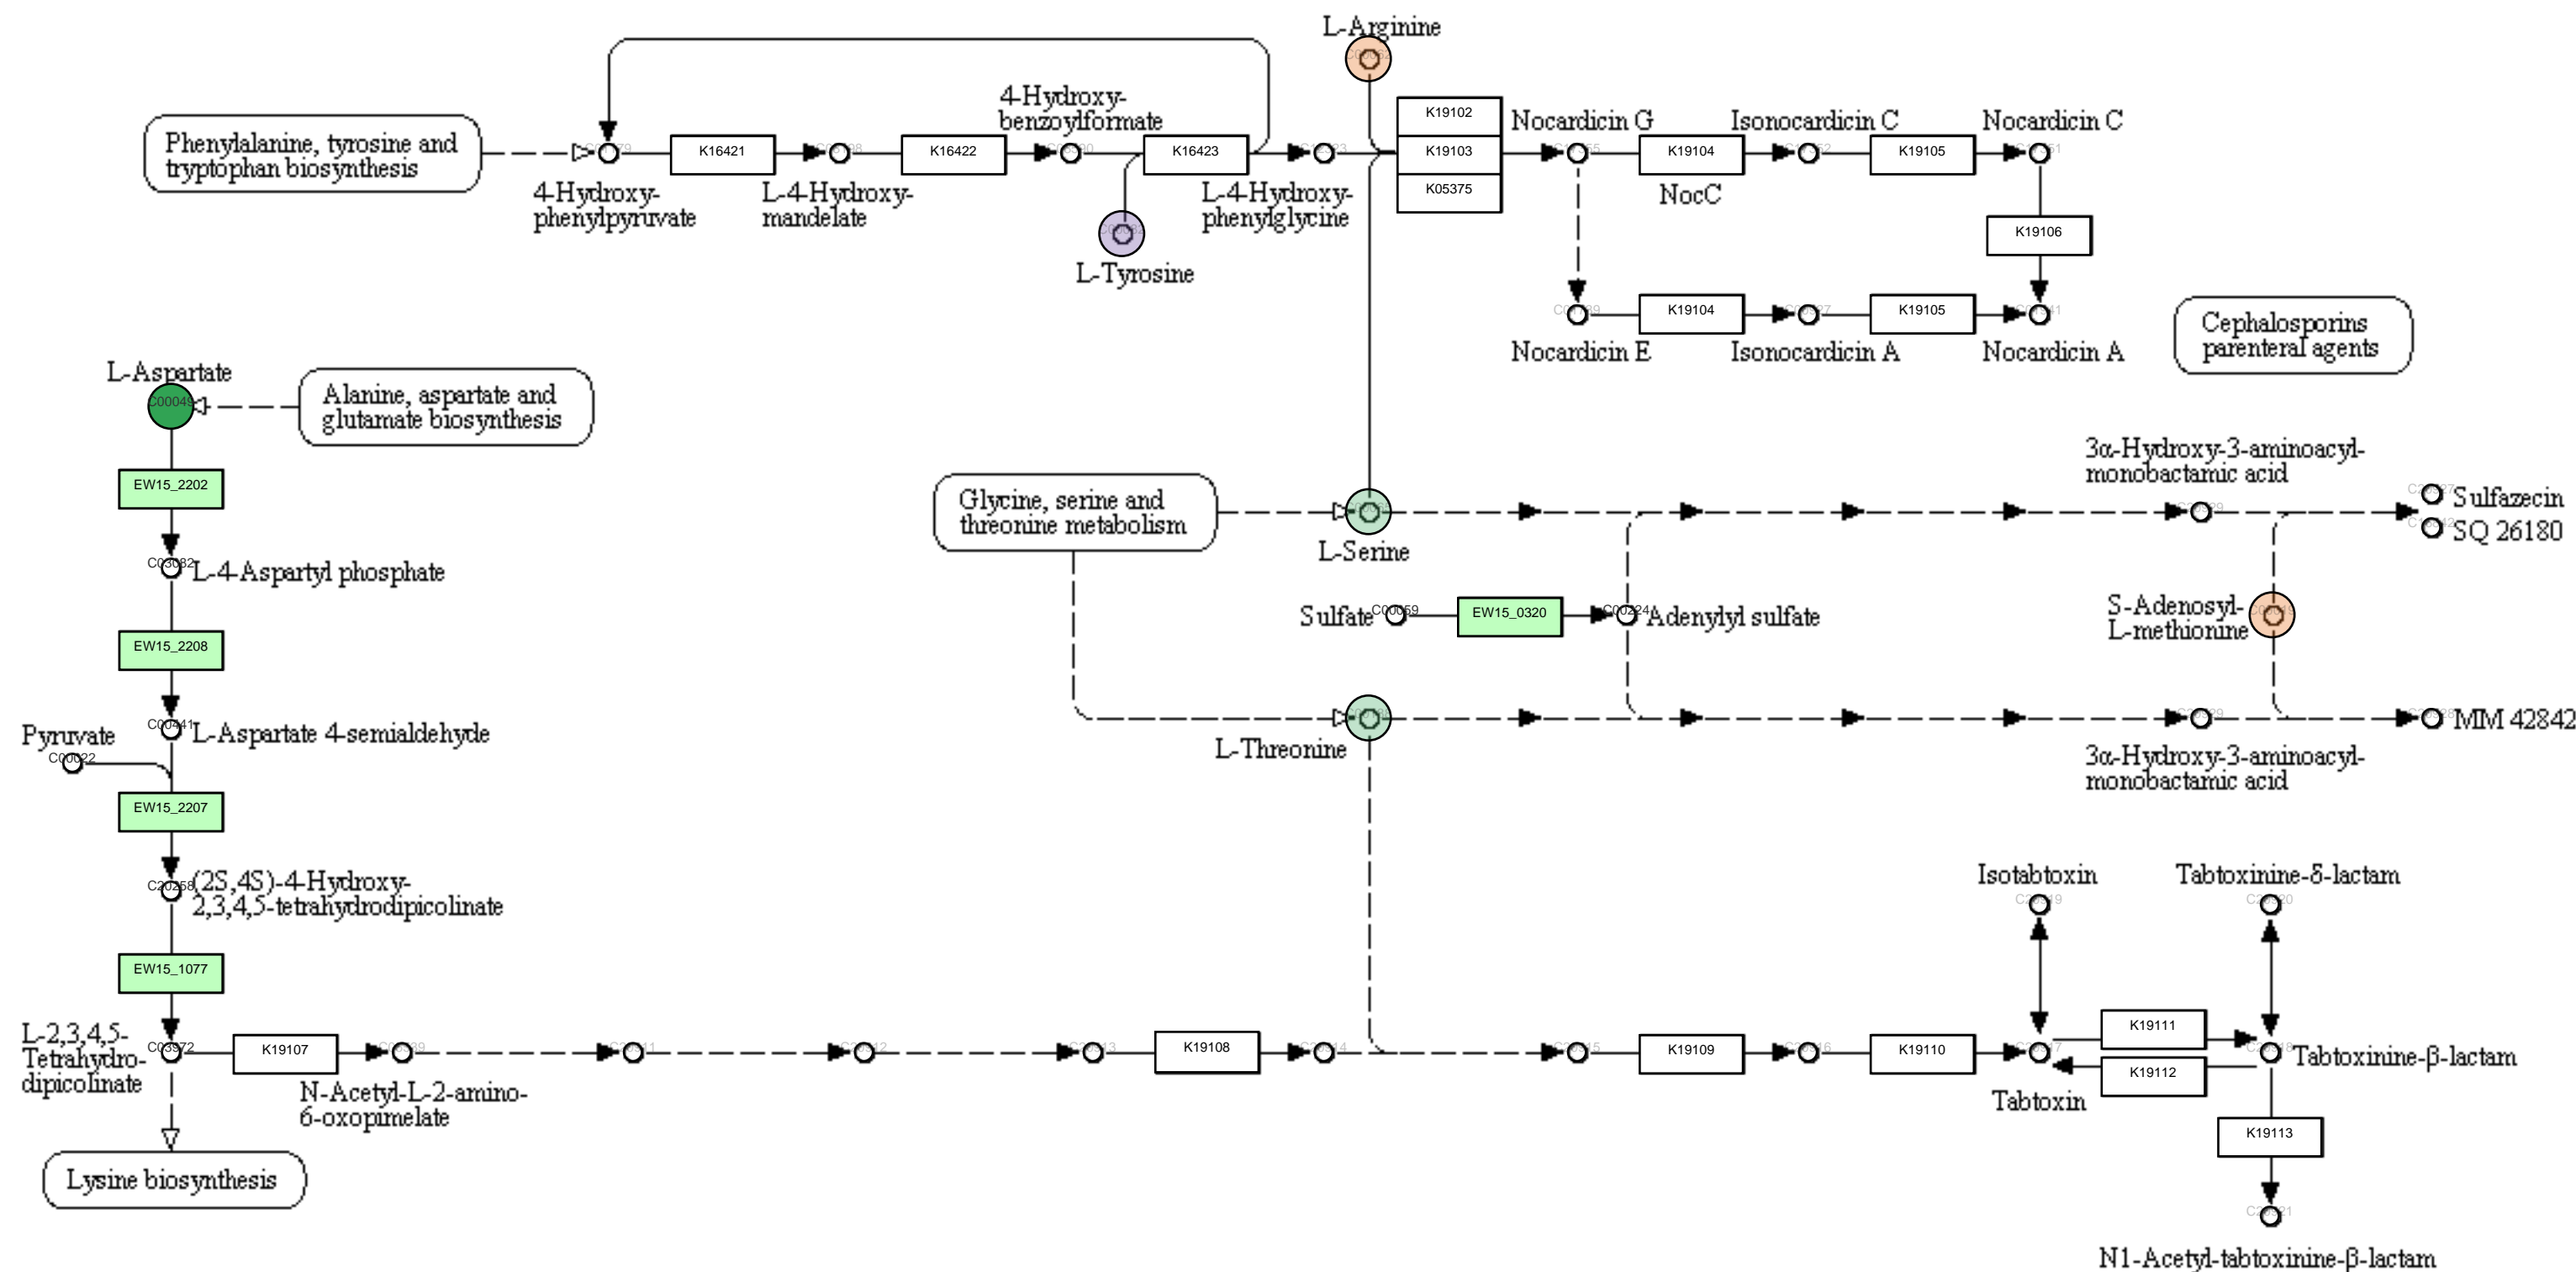 L-Arginine
4-Hydroxy-
benzoylformate
Phenylalanine, tyrosine and
tryptophan biosynthesis
K16421
K16422
K16423
K19102
K19103
K05375
Nocardicin G
K19104
NocC
Isonocardicin C
K19105
Nocardicin C
4-Hydroxy-
phenylpyruvate
L-4-Hydroxy-
mandelate
L-4-Hydroxy-
phenylglycine
L-Tyrosine
K19106
K19104
K19105
Nocardicin E
Isonocardicin A
Nocardicin A
Cephalosporins
parenteral agents
L-Aspartate
C00049
Alanine, aspartate and
glutamate biosynthesis
EW15_2202
C03082
L-4-Aspartyl phosphate
EW15_2208
C00441
L-Aspartate 4-semialdehyde
Pyruvate
C00022
EW15_2207
C20258
(2S,4S)-4-Hydroxy-
2,3,4,5-tetrahydrodipicolinate
EW15_1077
Glycine, serine and
threonine metabolism
L-Serine
3α-Hydroxy-3-aminoacyl-
monobactamic acid
Sulfazecin
SQ 26180
Sulfate
C00059
EW15_0320
C00224
Adenylyl sulfate
S-Adenosyl-
L-methionine
L-Threonine
MM 42842
3α-Hydroxy-3-aminoacyl-
monobactamic acid
Isotabtoxin
Tabtoxinine-δ-lactam
L-2,3,4,5-
Tetrahydro-
dipicolinate
C03972
K19107
N-Acetyl-L-2-amino-
6-oxopimelate
K19108
K19109
K19110
Tabtoxin
K19111
K19112
Tabtoxinine-β-lactam
K19113
N1-Acetyl-tabtoxinine-β-lactam
Lysine biosynthesis